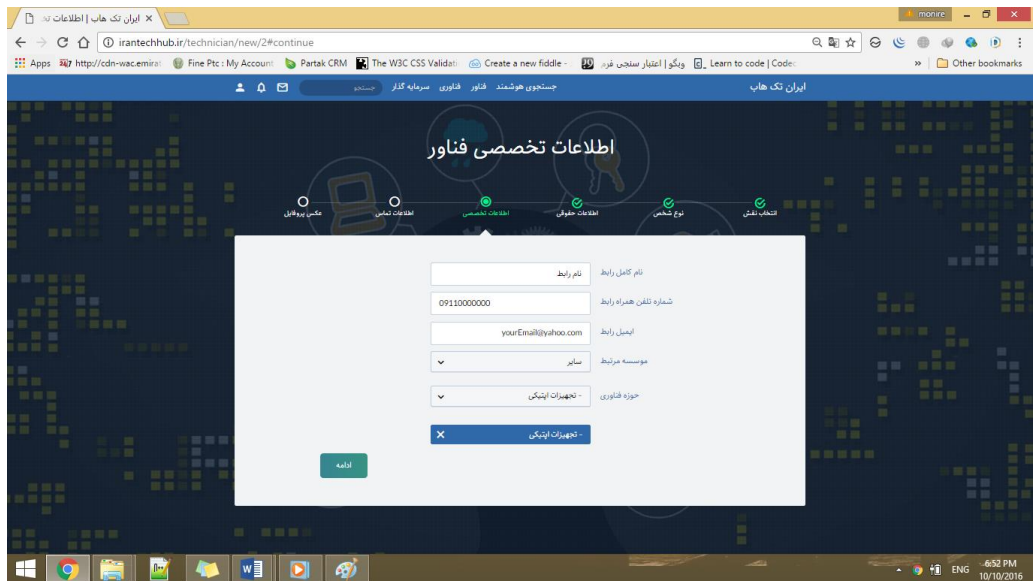 ایران تک هاب | اطلاعات تخ
monire
irantechhub.ir/technician/new/2#continue
Apps
http://cdn-wac.emirat
Fine Ptc : My Account
Partak CRM
The W3C CSS Validati
Create a new fiddle -
ویگو | اعتبار سنجی فرم
Learn to code | Codec
Other bookmarks
ایران تک هاب
جستجوی هوشمند
فناور
فناوری
سرمایه گذار
جستجو
اطلاعات تخصصی فناور
انتخاب نقش
نوع شخص
اطلاعات حقوقی
اطلاعات تخصصی
اطلاعات تماس
عکس پروفایل
نام کامل رابط
نام رابط
شماره تلفن همراه رابط
09110000000
ایمیل رابط
yourEmail@yahoo.com
موسسه مرتبط
سایر
حوزه فناوری
- تجهیزات اپتیکی
- تجهیزات اپتیکی
ادامه
ENG
6:52 PM
10/10/2016